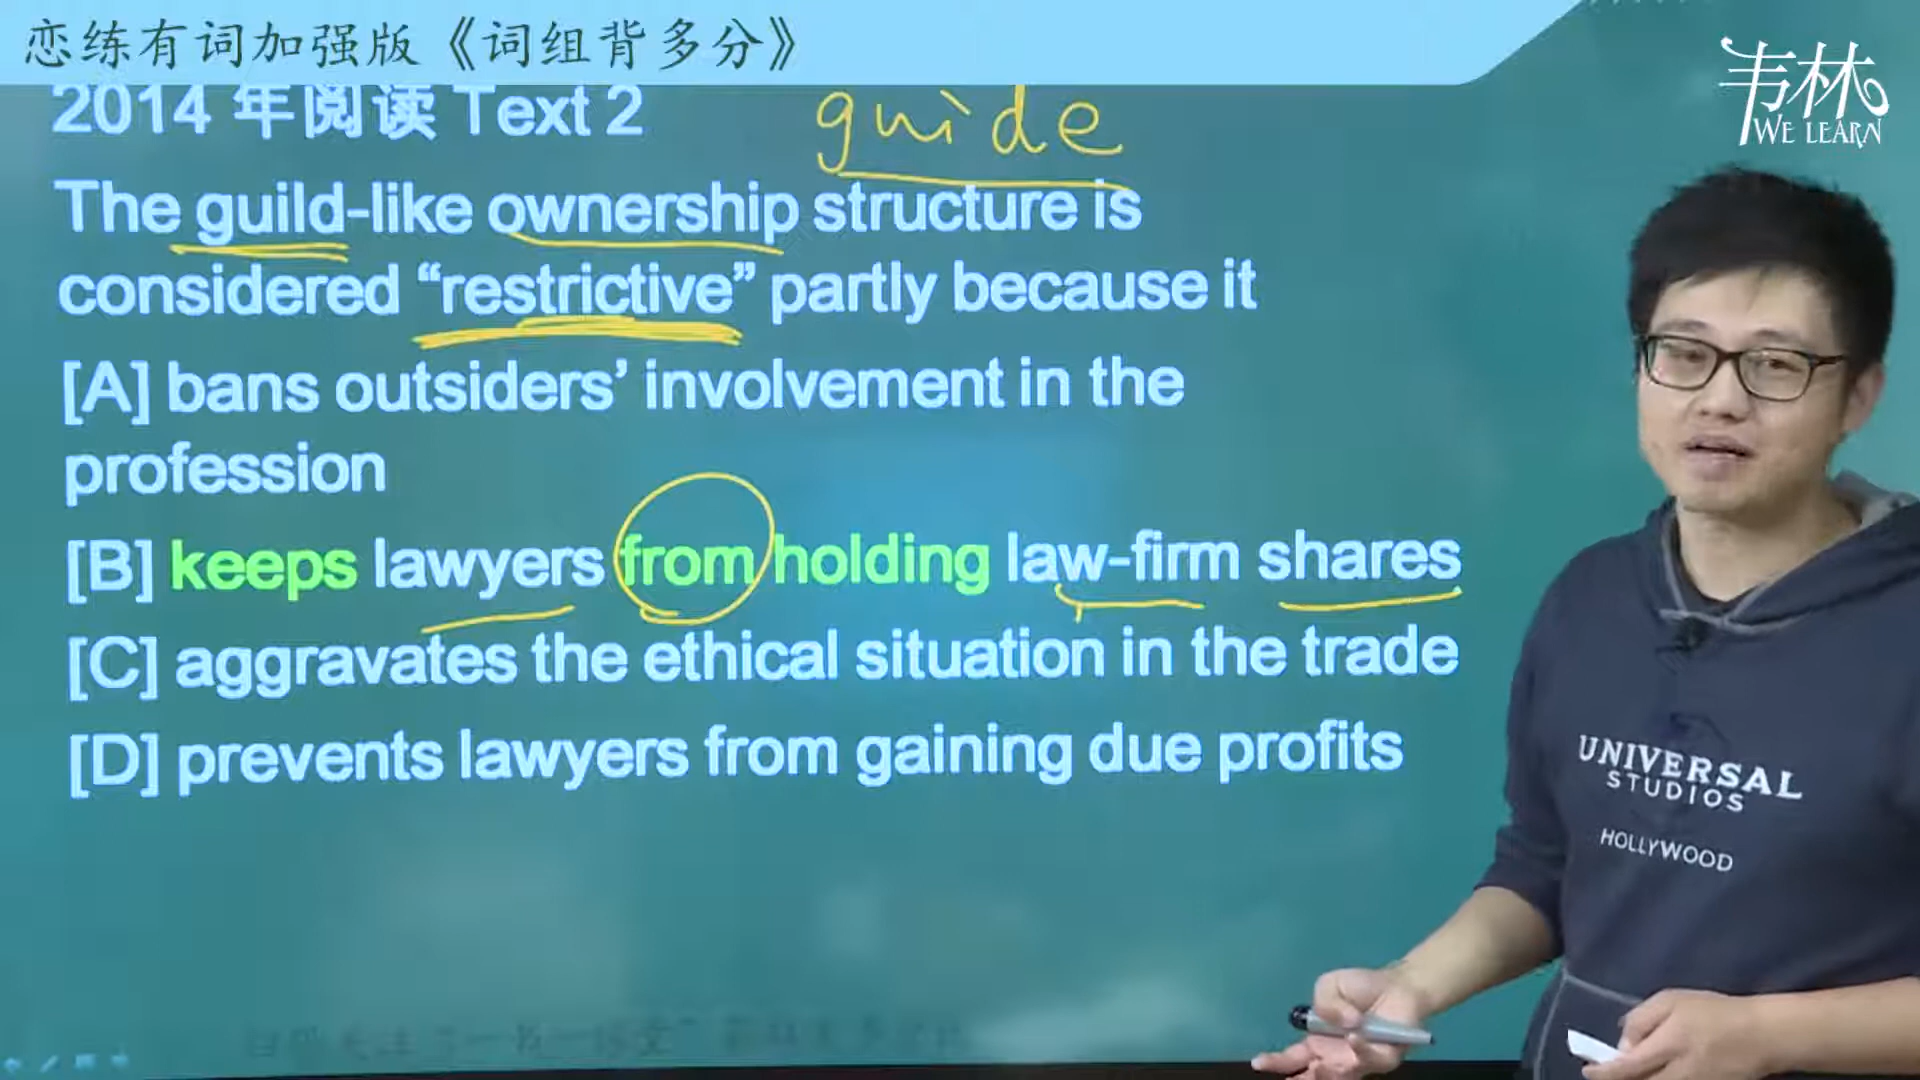 恋练有词加强版《词组背多分》
韦林
WE LEARN
2014 年阅读 Text 2
guide
The guild-like ownership structure is
considered “restrictive” partly because it
[A] bans outsiders’ involvement in the
profession
[B] keeps lawyers from holding law-firm shares
[C] aggravates the ethical situation in the trade
[D] prevents lawyers from gaining due profits
UNIVERSAL
STUDIOS
HOLLYWOOD